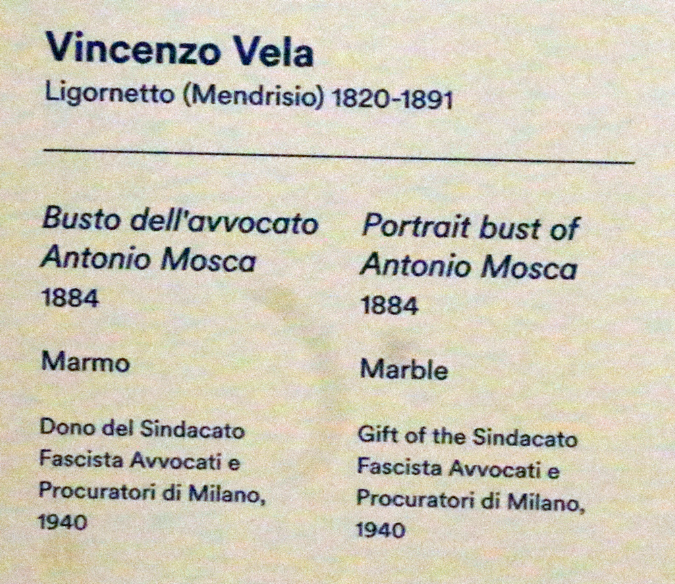 Vincenzo Vela
Ligornetto (Mendrisio) 1820-1891
Busto dell'avvocato
Antonio Mosca
1884
Marmo
Dono del Sindacato
Fascista Avvocati e
Procuratori di Milano,
1940
Portrait bust of
Antonio Mosca
1884
Marble
Gift of the Sindacato
Fascista Avvocati e
Procuratori di Milano,
1940